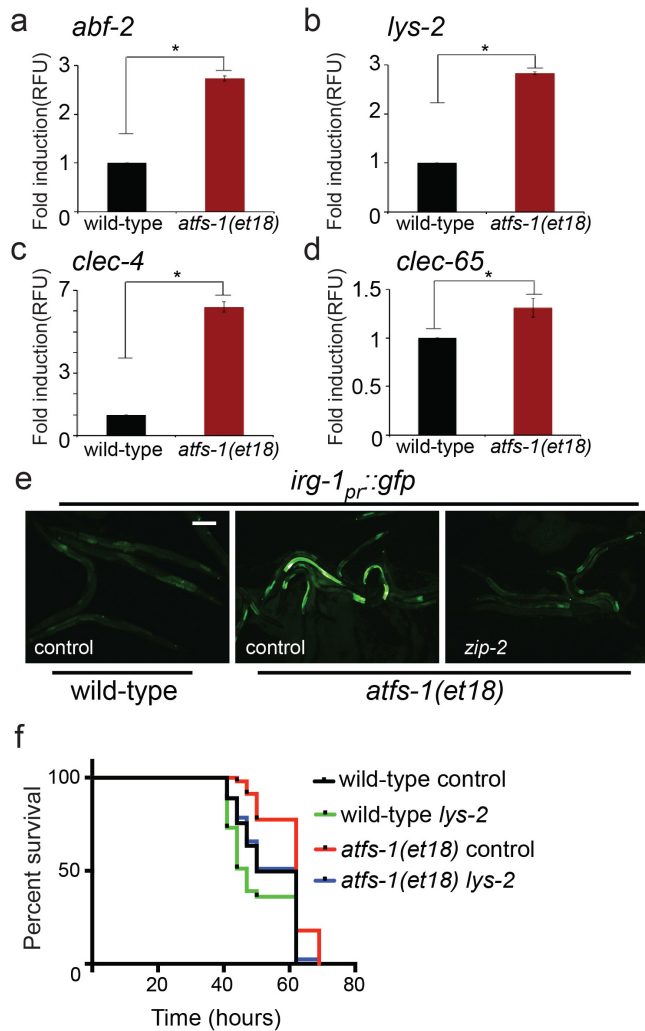 a
abf-2
*
Fold induction(RFU)
3
2
1
0
wild-type
atfs-1(et18)
b
lys-2
*
Fold induction(RFU)
3
2
1
0
wild-type
atfs-1(et18)
c
clec-4
*
Fold induction(RFU)
7
3
1
0
wild-type
atfs-1(et18)
d
clec-65
*
Fold induction(RFU)
1.5
1
0.5
0
wild-type
atfs-1(et18)
e
irg-1pr::gfp
control
control
zip-2
wild-type
atfs-1(et18)
f
Percent survival
100
50
0
20
40
60
80
Time (hours)
wild-type control
wild-type lys-2
atfs-1(et18) control
atfs-1(et18) lys-2